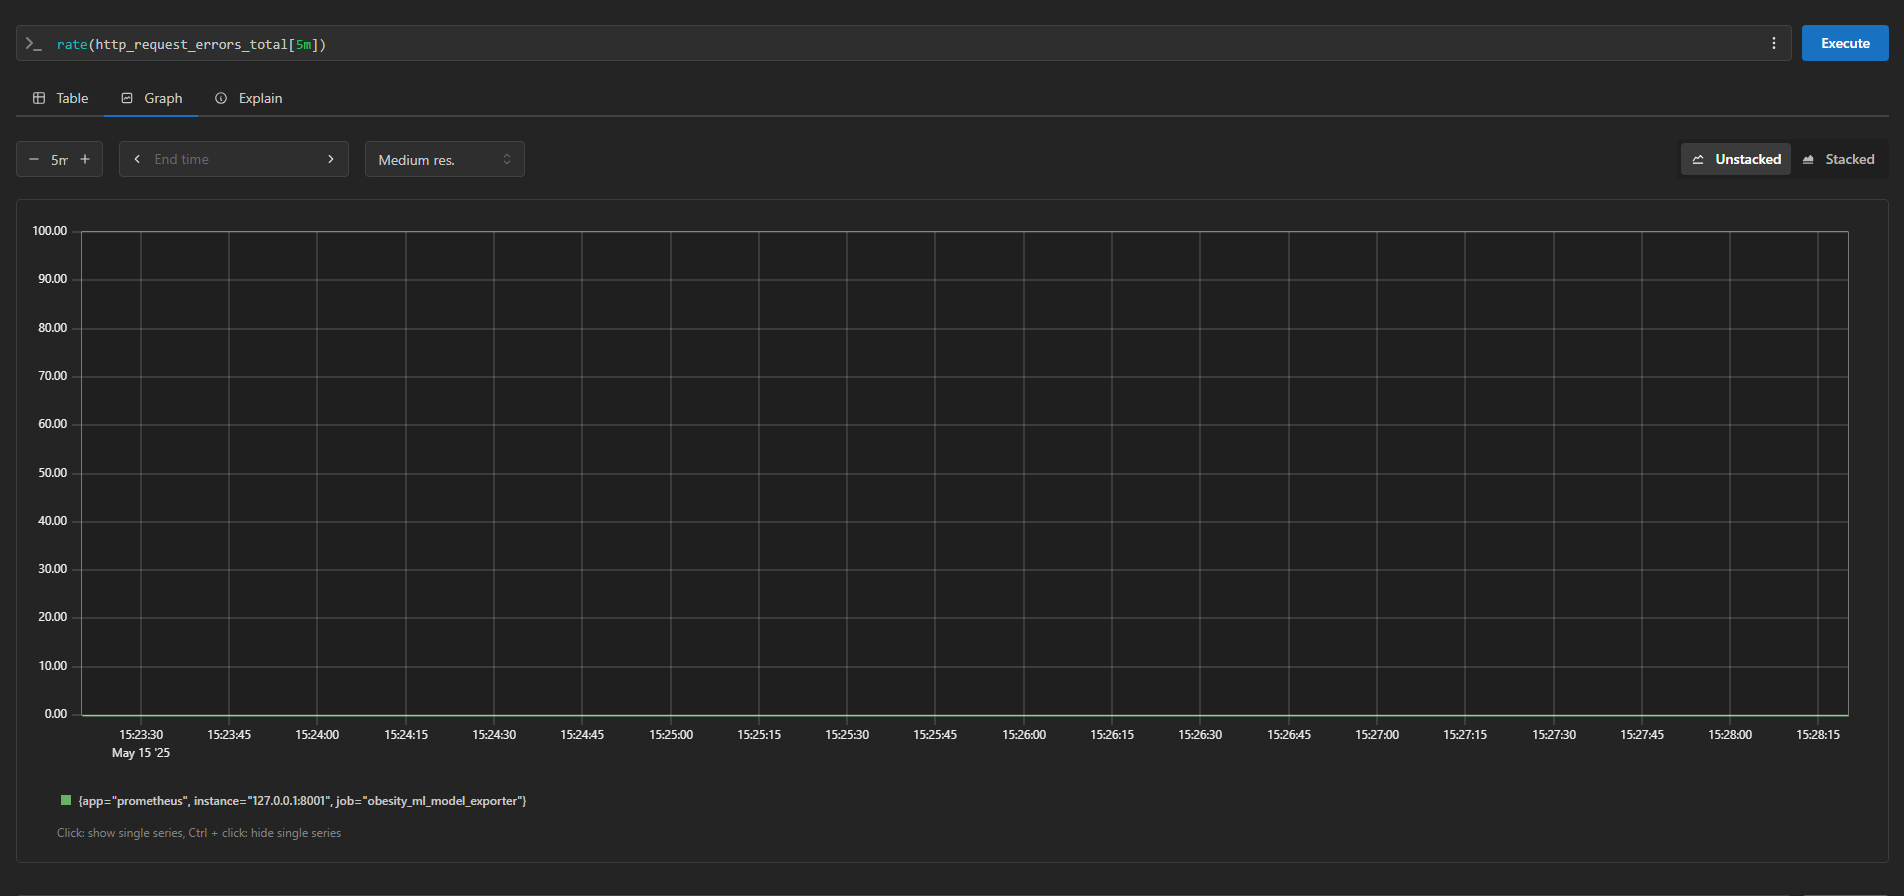 >_ rate(http_request_errors_total[5m])
Execute
Table Graph Explain
5m End time Medium res. Unstacked Stacked
100.00
90.00
80.00
70.00
60.00
50.00
40.00
30.00
20.00
10.00
0.00
15:23:30 15:23:45 15:24:00 15:24:15 15:24:30 15:24:45 15:25:00 15:25:15 15:25:30 15:25:45 15:26:00 15:26:15 15:26:30 15:26:45 15:27:00 15:27:15 15:27:30 15:27:45 15:28:00 15:28:15
May 15 '25
{app="prometheus", instance="127.0.0.1:8001", job="obesity_ml_model_exporter"}
Click: show single series, Ctrl + click: hide single series